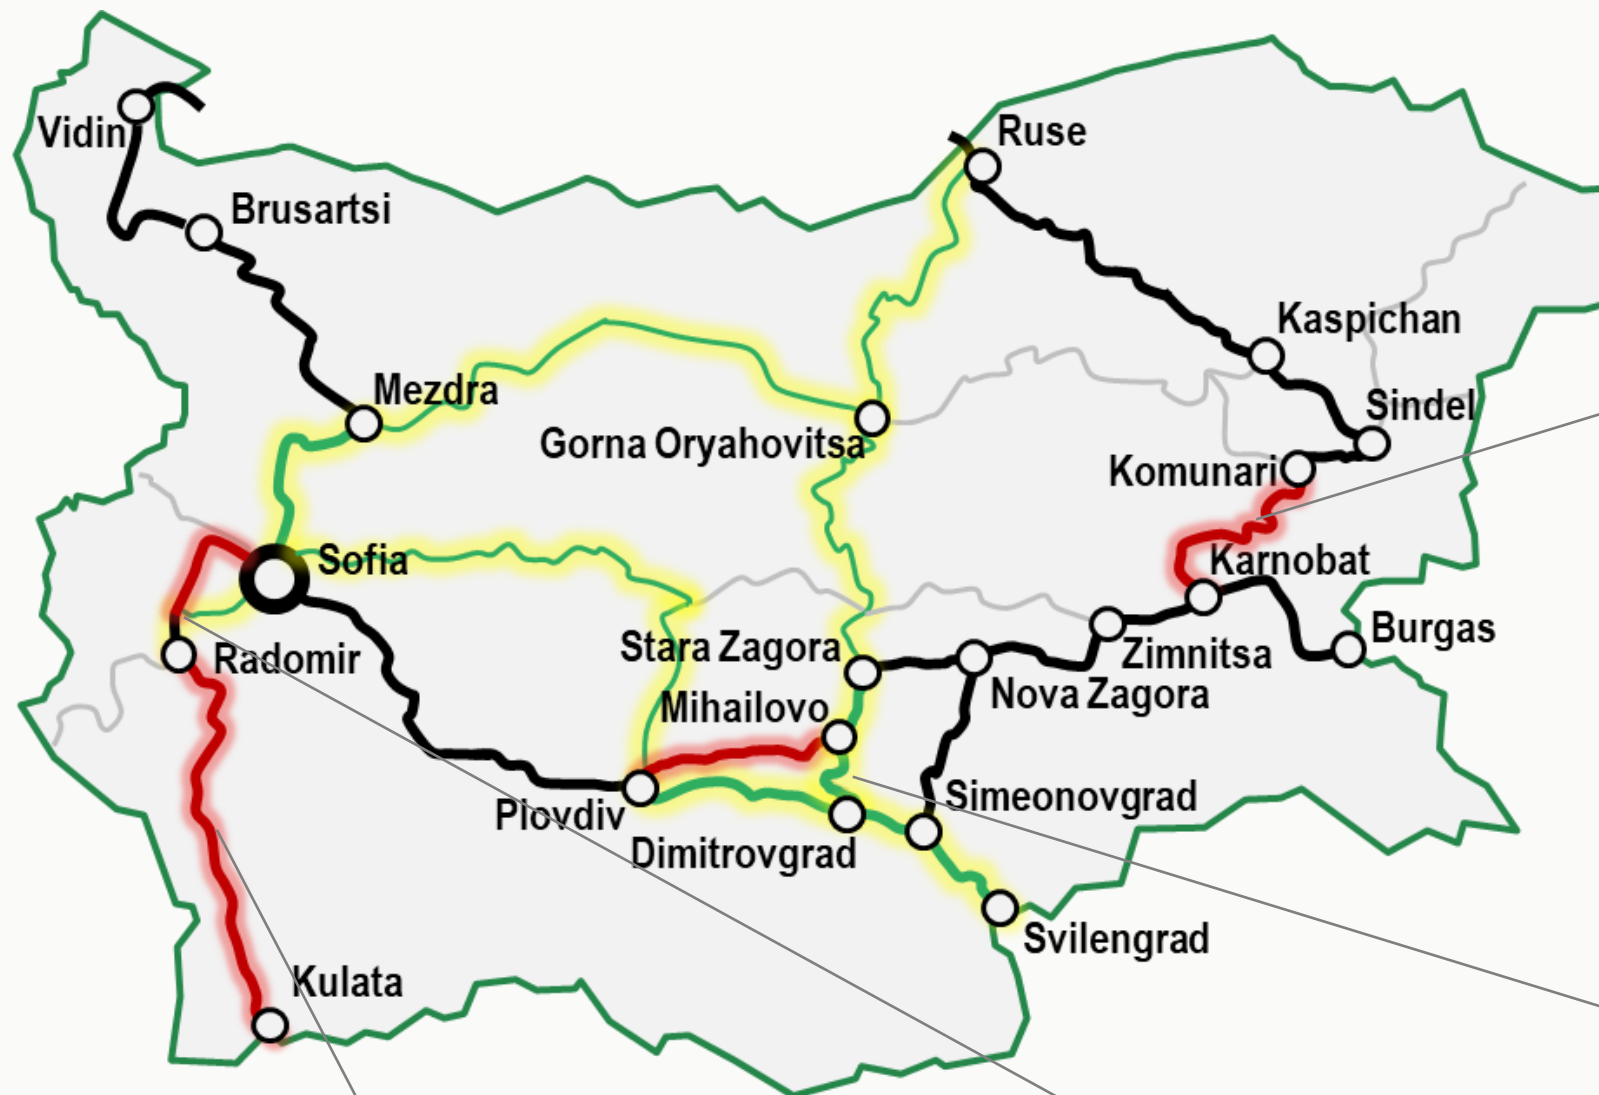 Ruse
Vidin
Brusartsi
Kaspichan
Mezdra
Sindel
Gorna Oryahovitsa
Komunari
Sofia
Karnobat
Burgas
Stara Zagora
Radomir
Zimnitsa
Nova Zagora
Mihailovo
Simeonovgrad
Plovdiv
Dimitrovgrad
Svilengrad
Kulata